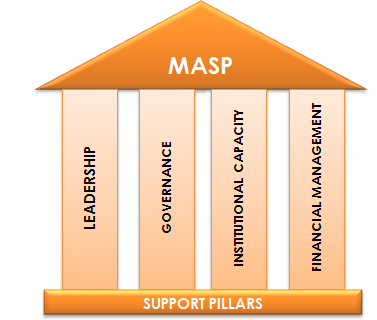 MASP
LEADERSHIP
GOVERNANCE
INSTITUTIONAL CAPACITY
FINANCIAL MANAGEMENT
SUPPORT PILLARS